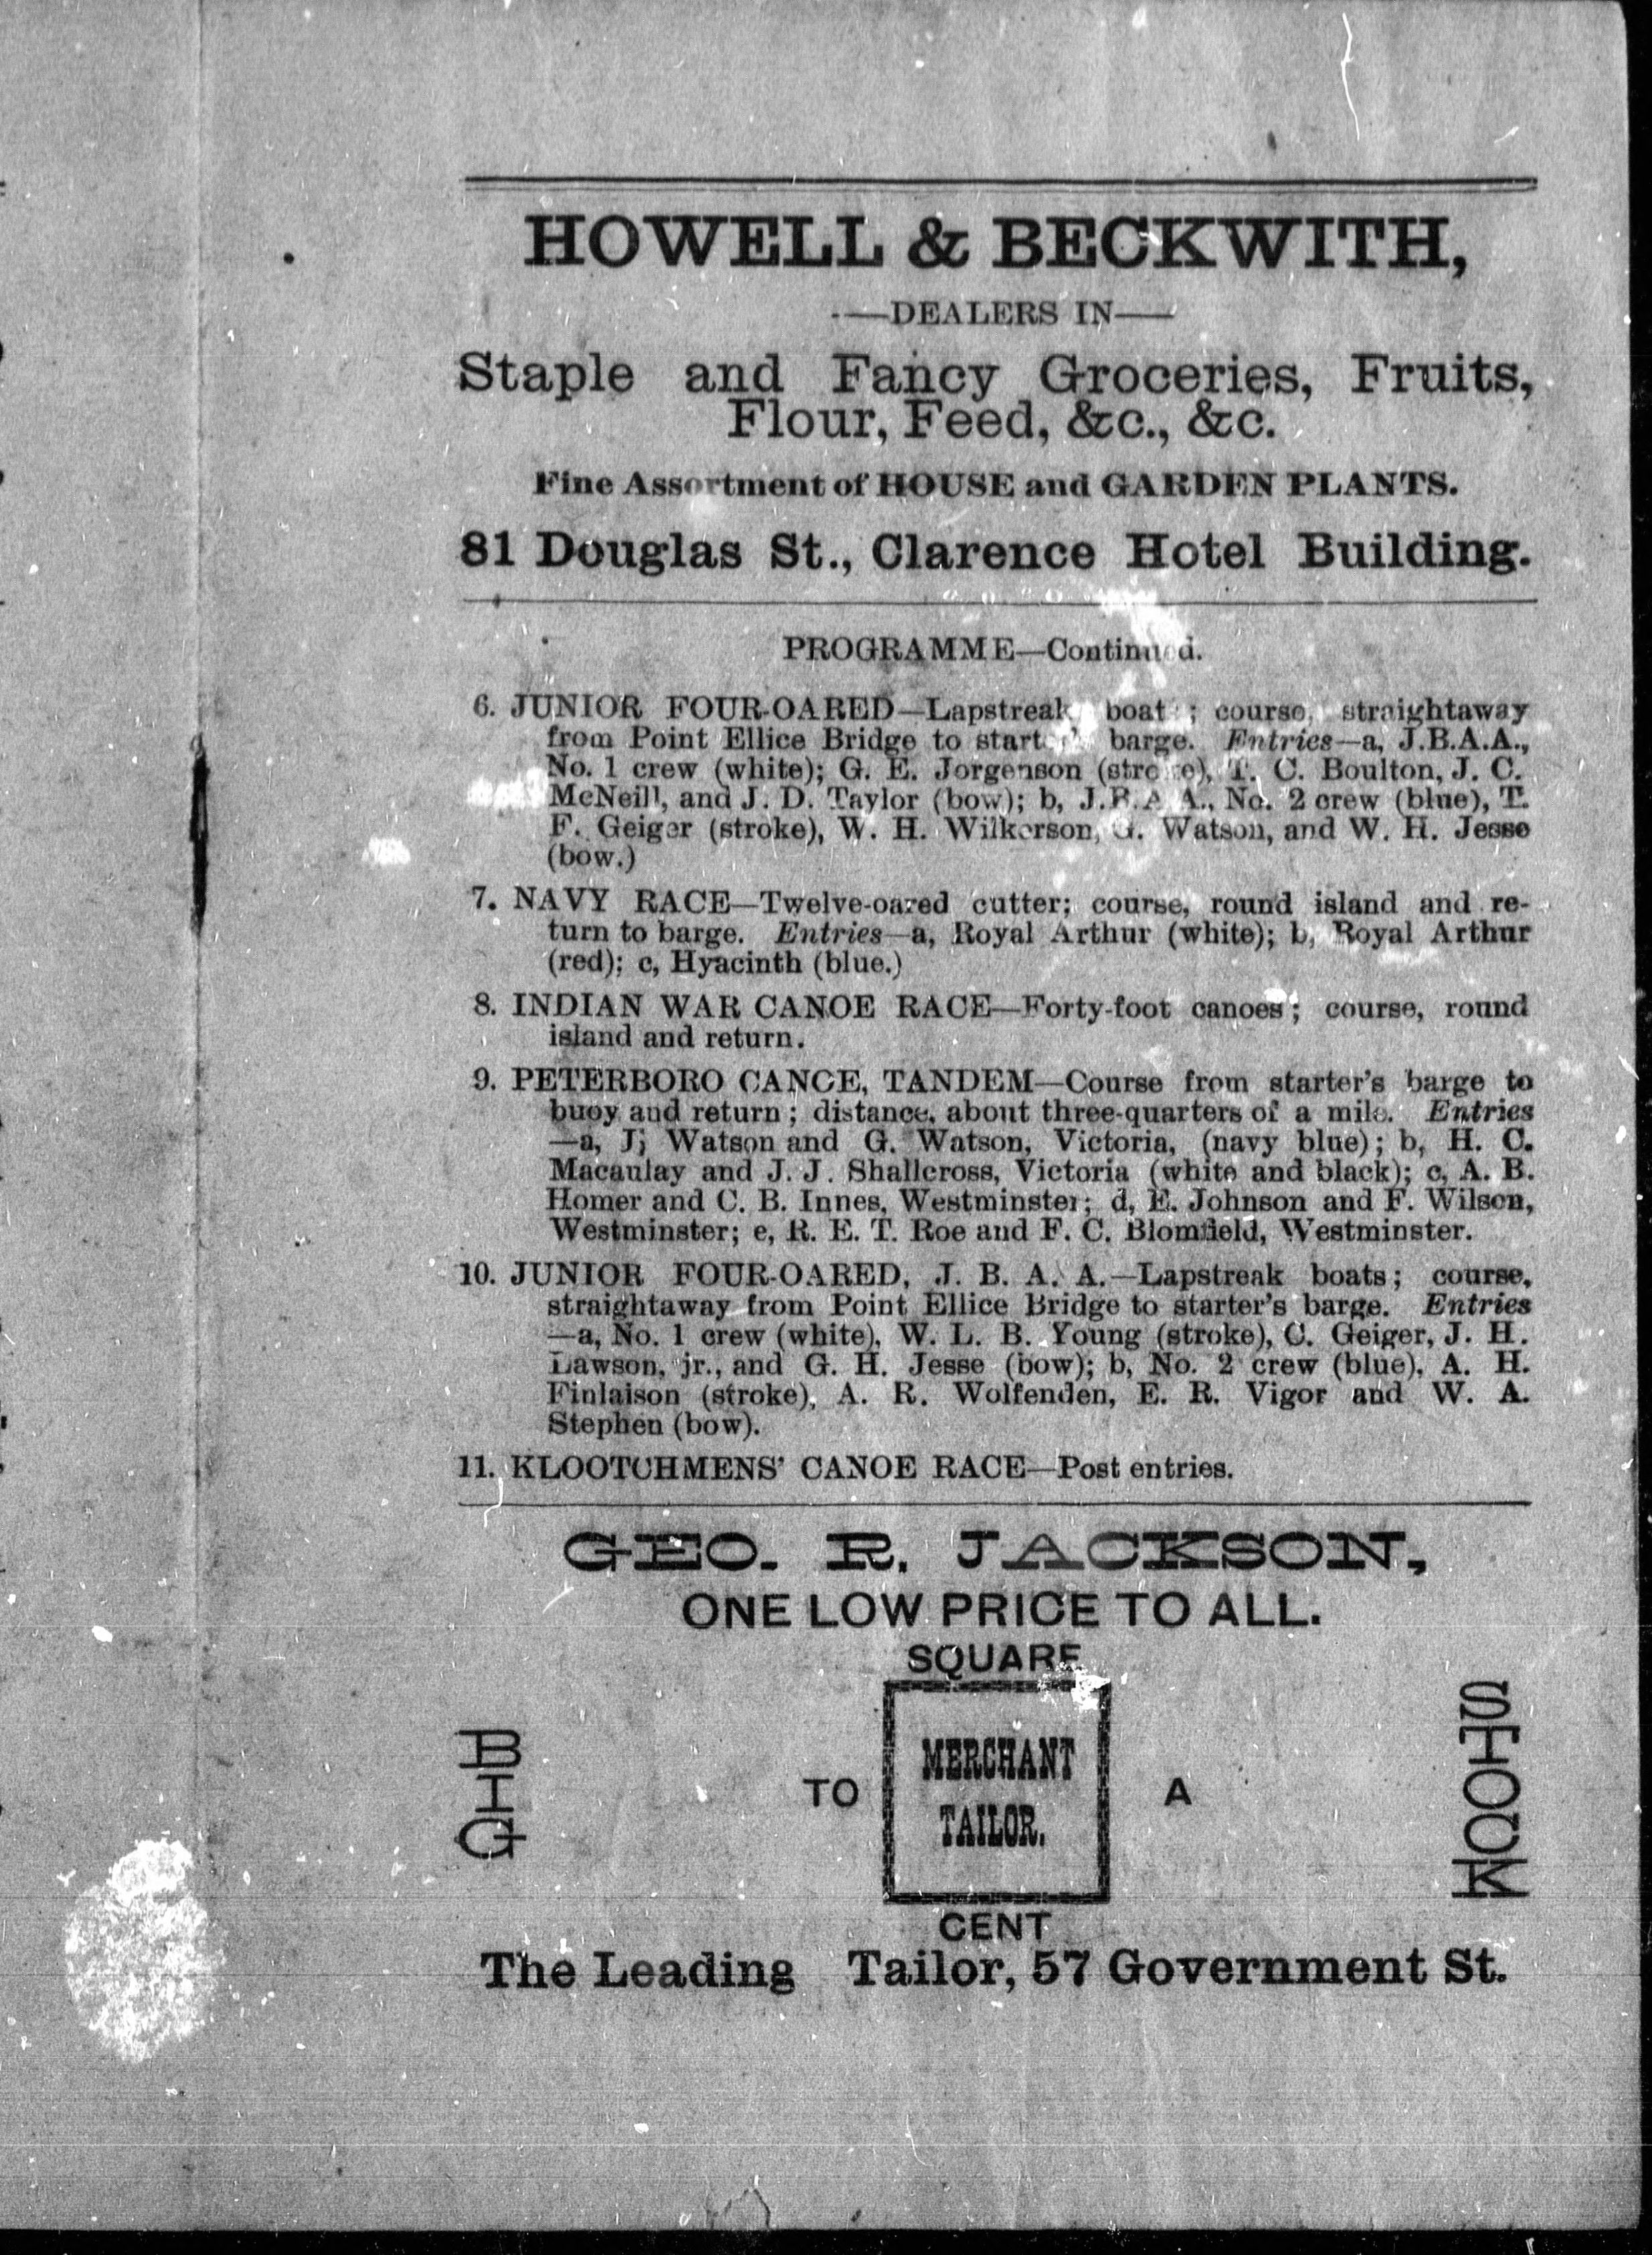 HOWELL & BECKWITH,
—DEALERS IN—
Staple and Fancy Groceries, Fruits,
Flour, Feed, &c., &c.
Fine Assortment of HOUSE and GARDEN PLANTS.
81 Douglas St., Clarence Hotel Building.
PROGRAMME—Continued.
6. JUNIOR FOUR-OARED—Lapstreak boat ; course, straightaway
from Point Ellice Bridge to starter's barge. Entries—a, J.B.A.A.,
No. 1 crew (white); G. E. Jorgenson (stroke), T. C. Boulton, J. C.
McNeill, and J. D. Taylor (bow); b, J.B.A.A., No. 2 crew (blue), T.
F. Geiger (stroke), W. H. Wilkerson, G. Watson, and W. H. Jesse
(bow.)
7. NAVY RACE—Twelve-oared cutter; course, round island and re-
turn to barge. Entries—a, Royal Arthur (white); b, Royal Arthur
(red); c, Hyacinth (blue.)
8. INDIAN WAR CANOE RACE—Forty-foot canoes; course, round
island and return.
9. PETERBORO CANOE, TANDEM—Course from starter's barge to
buoy and return; distance, about three-quarters of a mile. Entries
—a, J; Watson and G. Watson, Victoria, (navy blue); b, H. C.
Macaulay and J. J. Shallcross, Victoria (white and black); c, A. B.
Homer and C. B. Innes, Westminster; d, E. Johnson and F. Wilson,
Westminster; e, R. E. T. Roe and F. C. Blomfield, Westminster.
10. JUNIOR FOUR-OARED, J. B. A. A.—Lapstreak boats; course,
straightaway from Point Ellice Bridge to starter's barge. Entries
—a, No. 1 crew (white), W. L. B. Young (stroke), C. Geiger, J. H.
Lawson, jr., and G. H. Jesse (bow); b, No. 2 crew (blue), A. H.
Finlaison (stroke), A. R. Wolfenden, E. R. Vigor and W. A.
Stephen (bow).
11. KLOOTCHMENS' CANOE RACE—Post entries.
GEO. R. JACKSON,
ONE LOW PRICE TO ALL.
SQUARE
BIG
TO
MERCHANT
TAILOR.
A
STOCK
CENT
The Leading Tailor, 57 Government St.